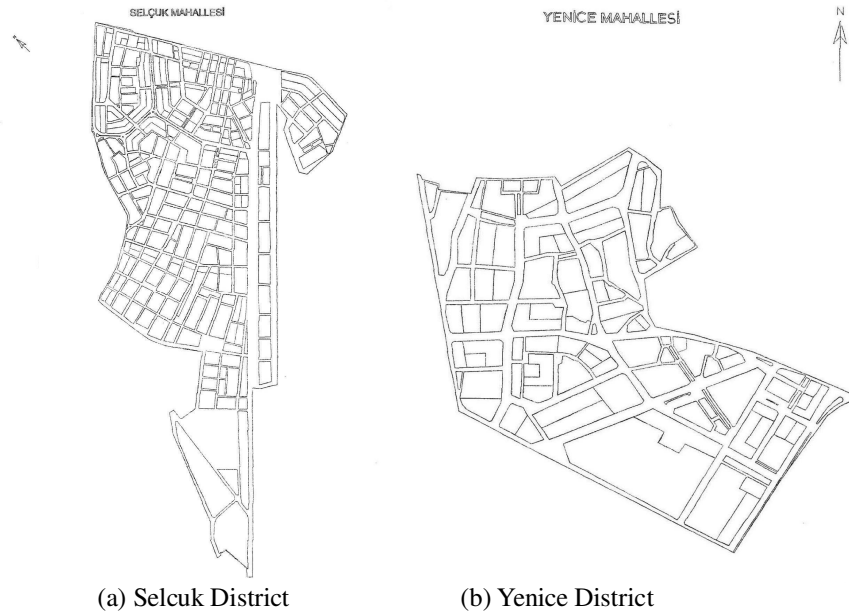 SELÇUK MAHALLESİ
YENİCE MAHALLESİ
N
(a) Selcuk District
(b) Yenice District